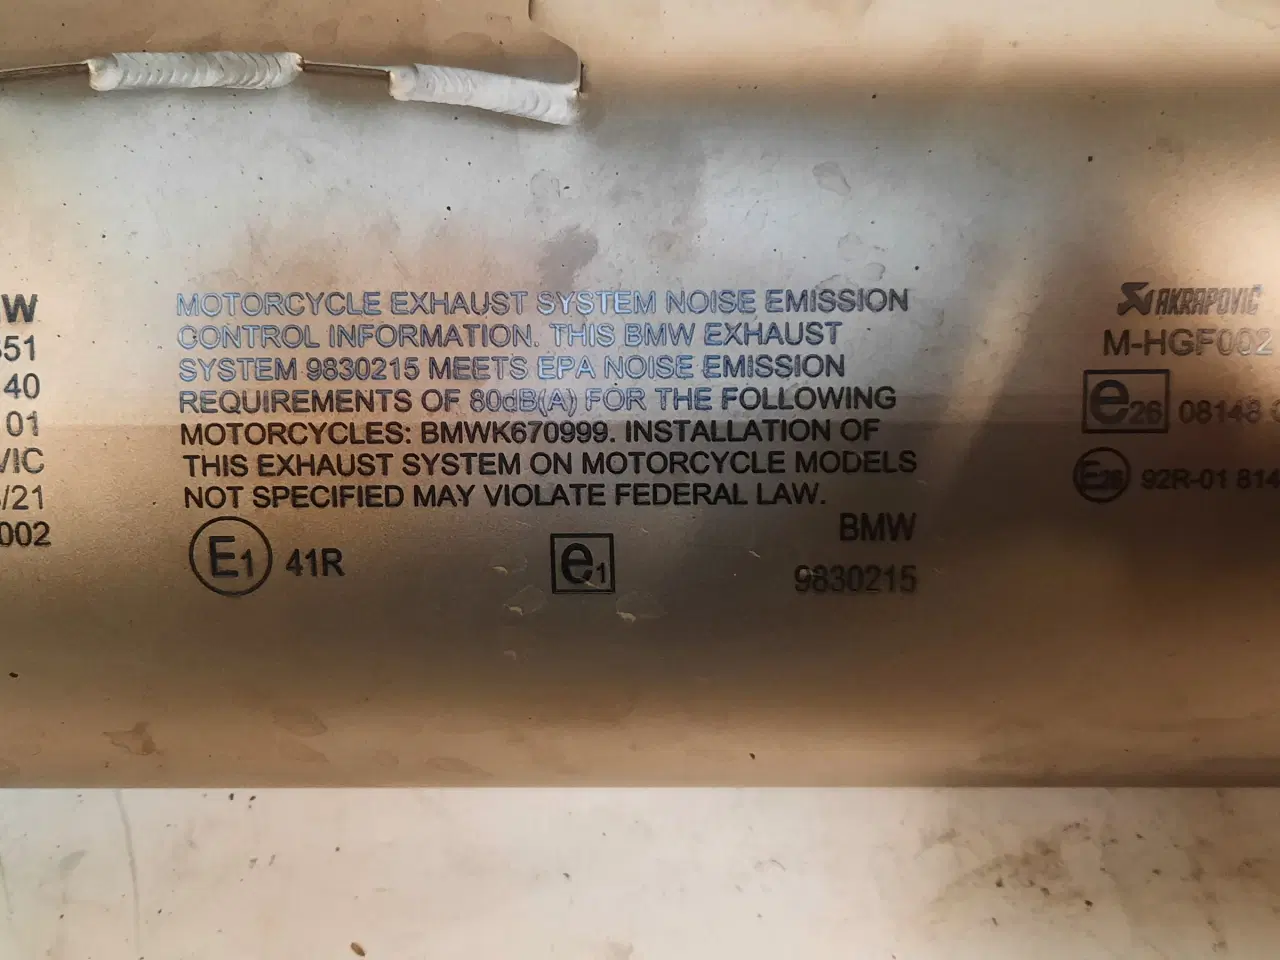 W
51
40
01
VIC
/21
002
MOTORCYCLE EXHAUST SYSTEM NOISE EMISSION
CONTROL INFORMATION. THIS BMW EXHAUST
SYSTEM 9830215 MEETS EPA NOISE EMISSION
REQUIREMENTS OF 80dB(A) FOR THE FOLLOWING
MOTORCYCLES: BMWK670999. INSTALLATION OF
THIS EXHAUST SYSTEM ON MOTORCYCLE MODELS
NOT SPECIFIED MAY VIOLATE FEDERAL LAW.
E1 41R e1 BMW
9830215
AKRAPOVIČ
M-HGF002
e26 08148
E26 92R-01 814